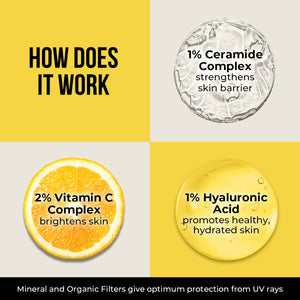 HOW DOES
IT WORK
1% Ceramide
Complex
strengthens
skin barrier
2% Vitamin C
Complex
brightens skin
1% Hyaluronic
Acid
promotes healthy,
hydrated skin
Mineral and Organic Filters give optimum protection from UV rays